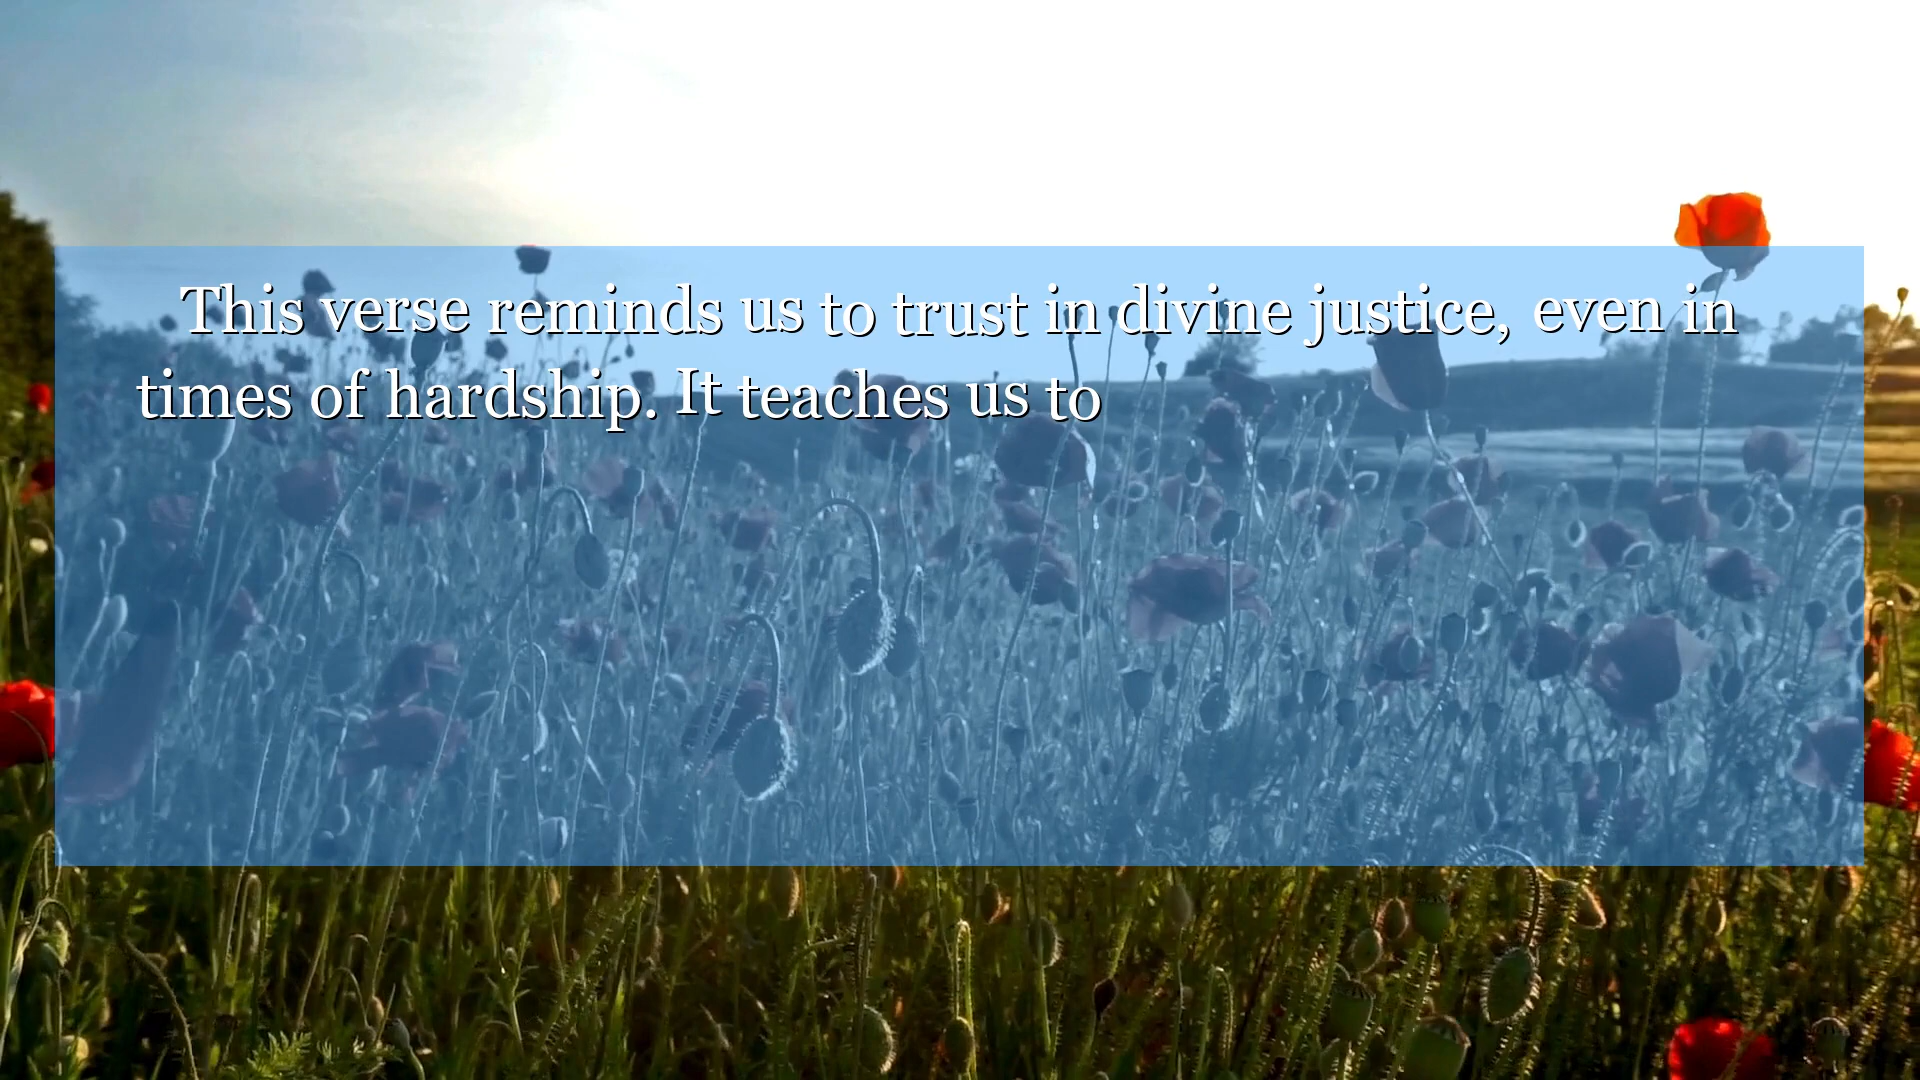 This verse reminds us to trust in divine justice, even in
times of hardship. It teaches us to